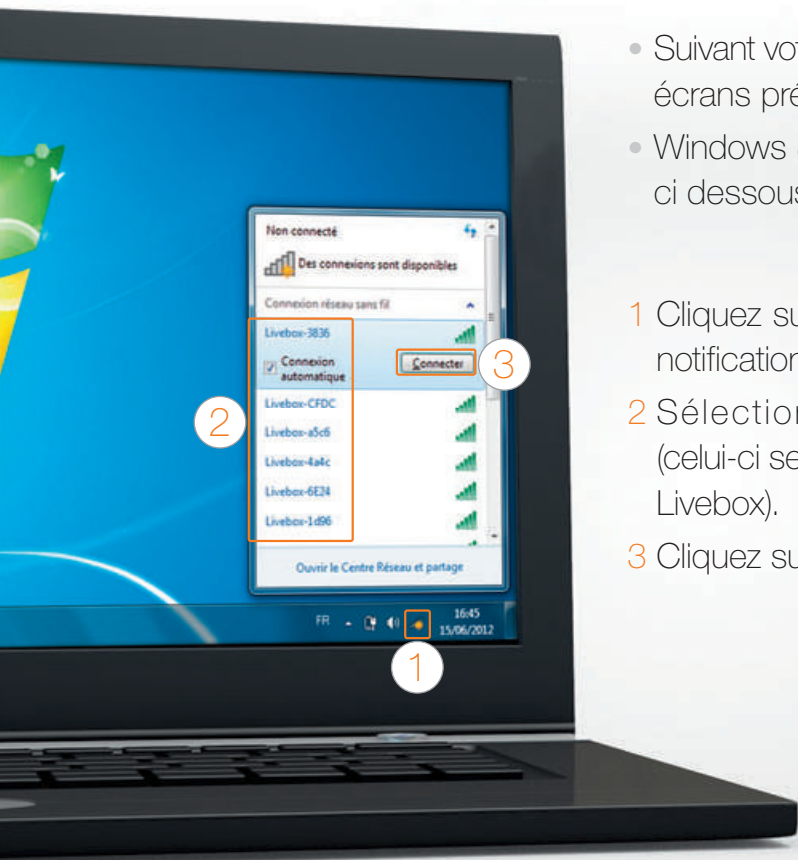 Non connecté
Des connexions sont disponibles
Connexion réseau sans fil
Livebox-3836
Connexion
automatique
Connecter
3
2
Livebox-CFDC
Livebox-a5c6
Livebox-4a4c
Livebox-6E24
Livebox-1d96
Ouvrir le Centre Réseau et partage
FR
16:45
15/06/2012
1
• Suivant vo
écrans pré
• Windows
ci dessous
1 Cliquez su
notification
2 Sélection
(celui-ci se
Livebox).
3 Cliquez su